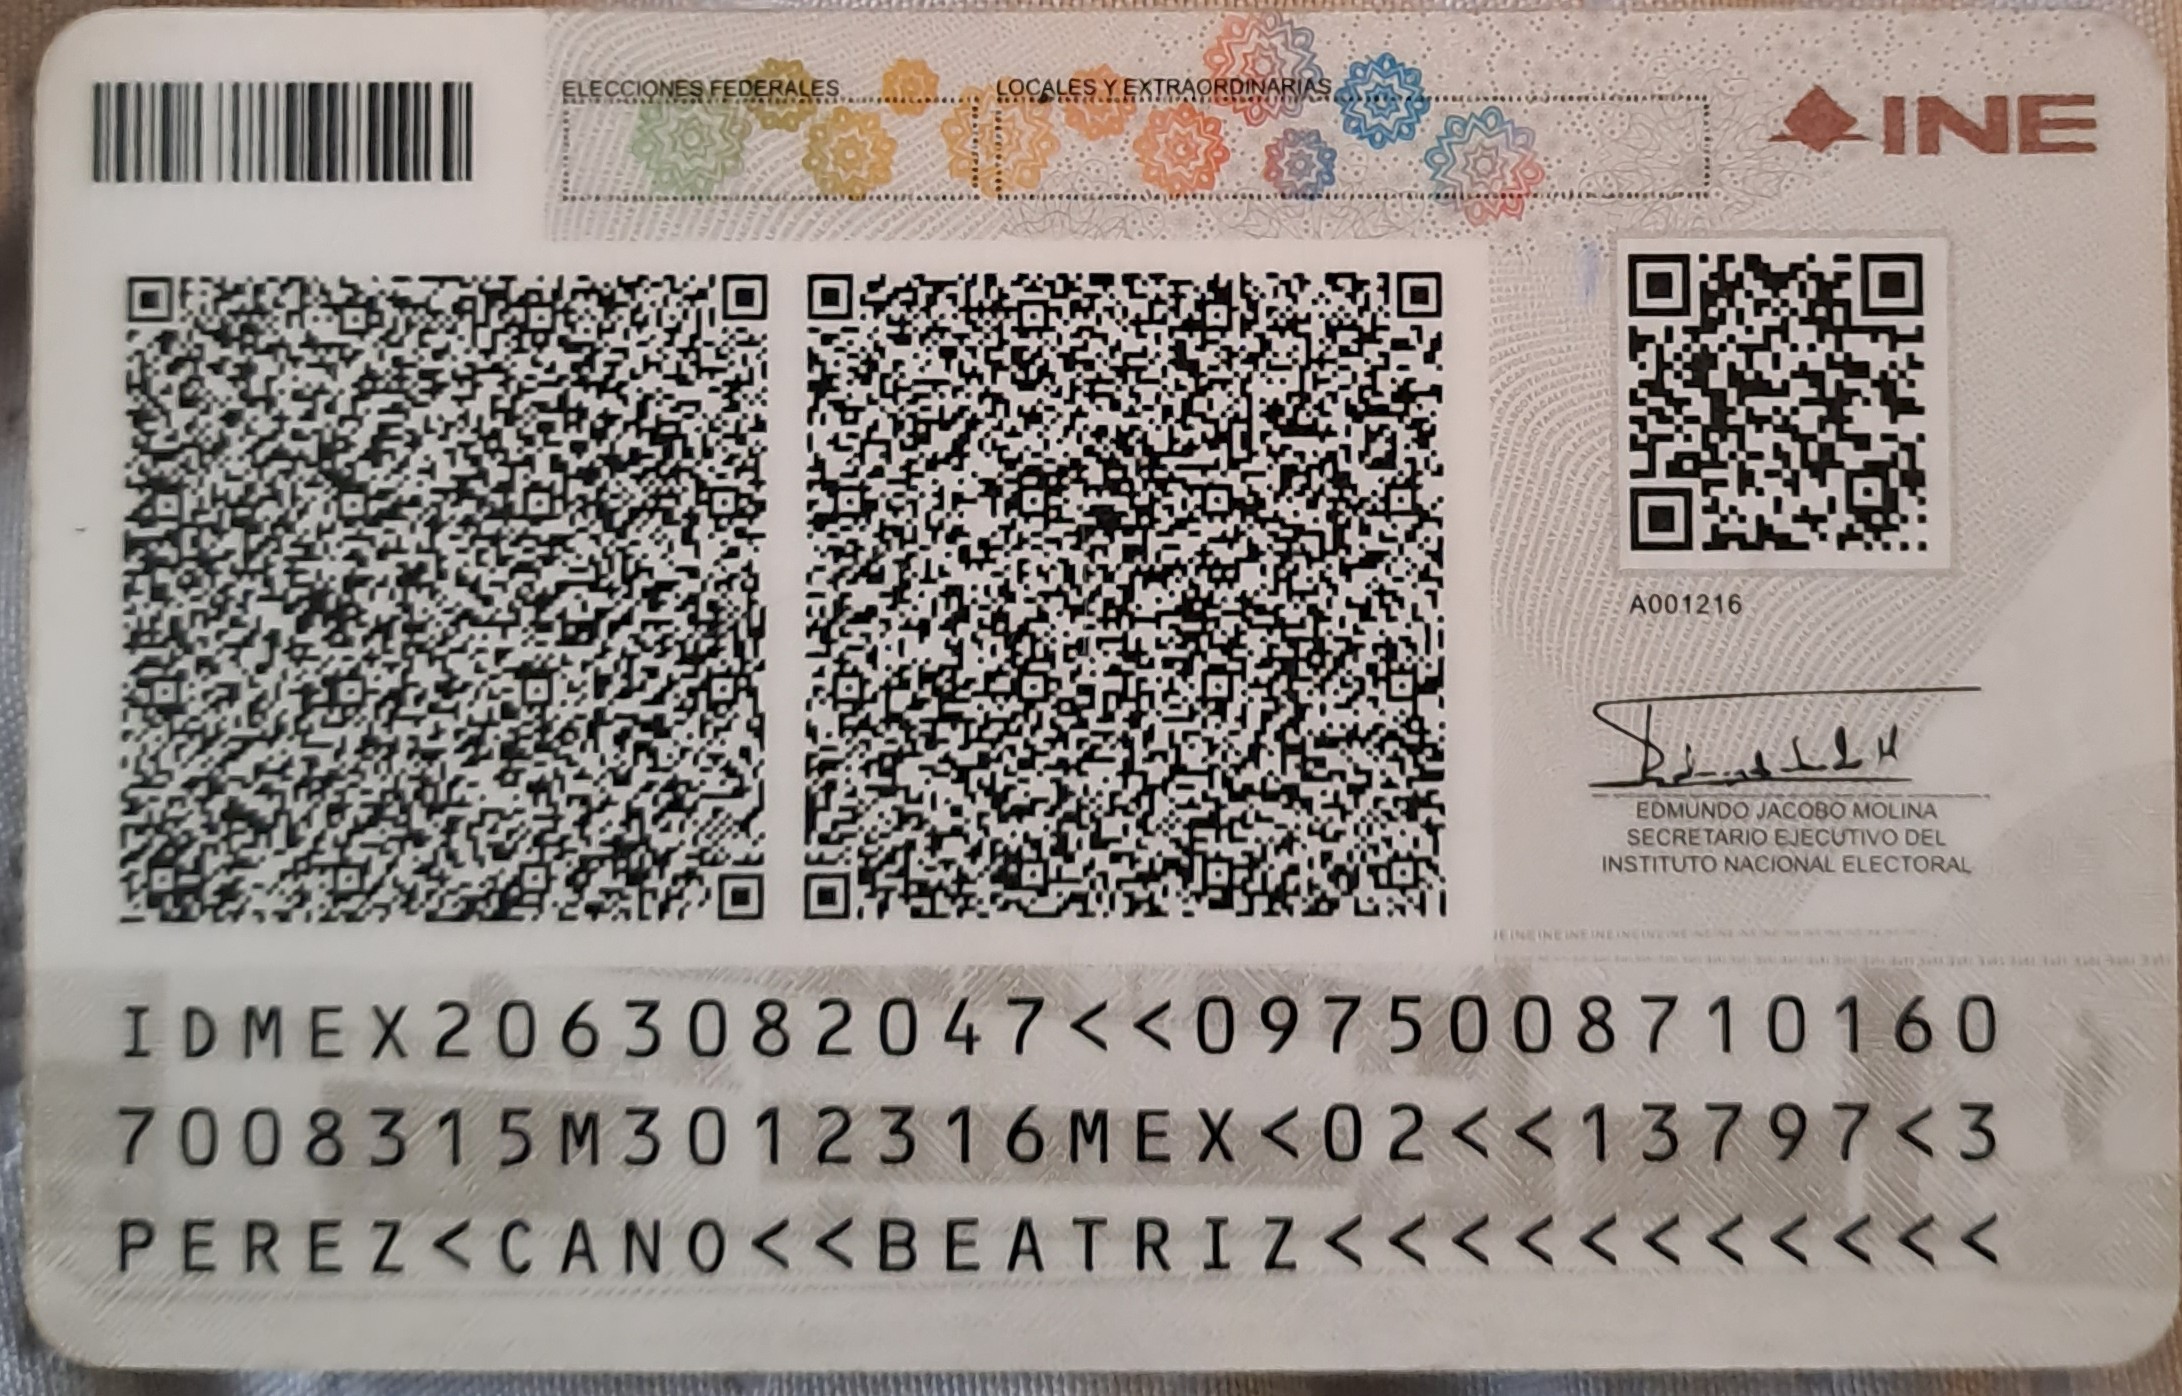 ELECCIONES FEDERALES LOCALES Y EXTRAORDINARIAS
INE
A001216
EDMUNDO JACOBO MOLINA
SECRETARIO EJECUTIVO DEL
INSTITUTO NACIONAL ELECTORAL
IDMEX2063082047<<0975008710160
7008315M3012316MEX<02<<13797<3
PEREZ<CANO<<BEATRIZ<<<<<<<<<<<